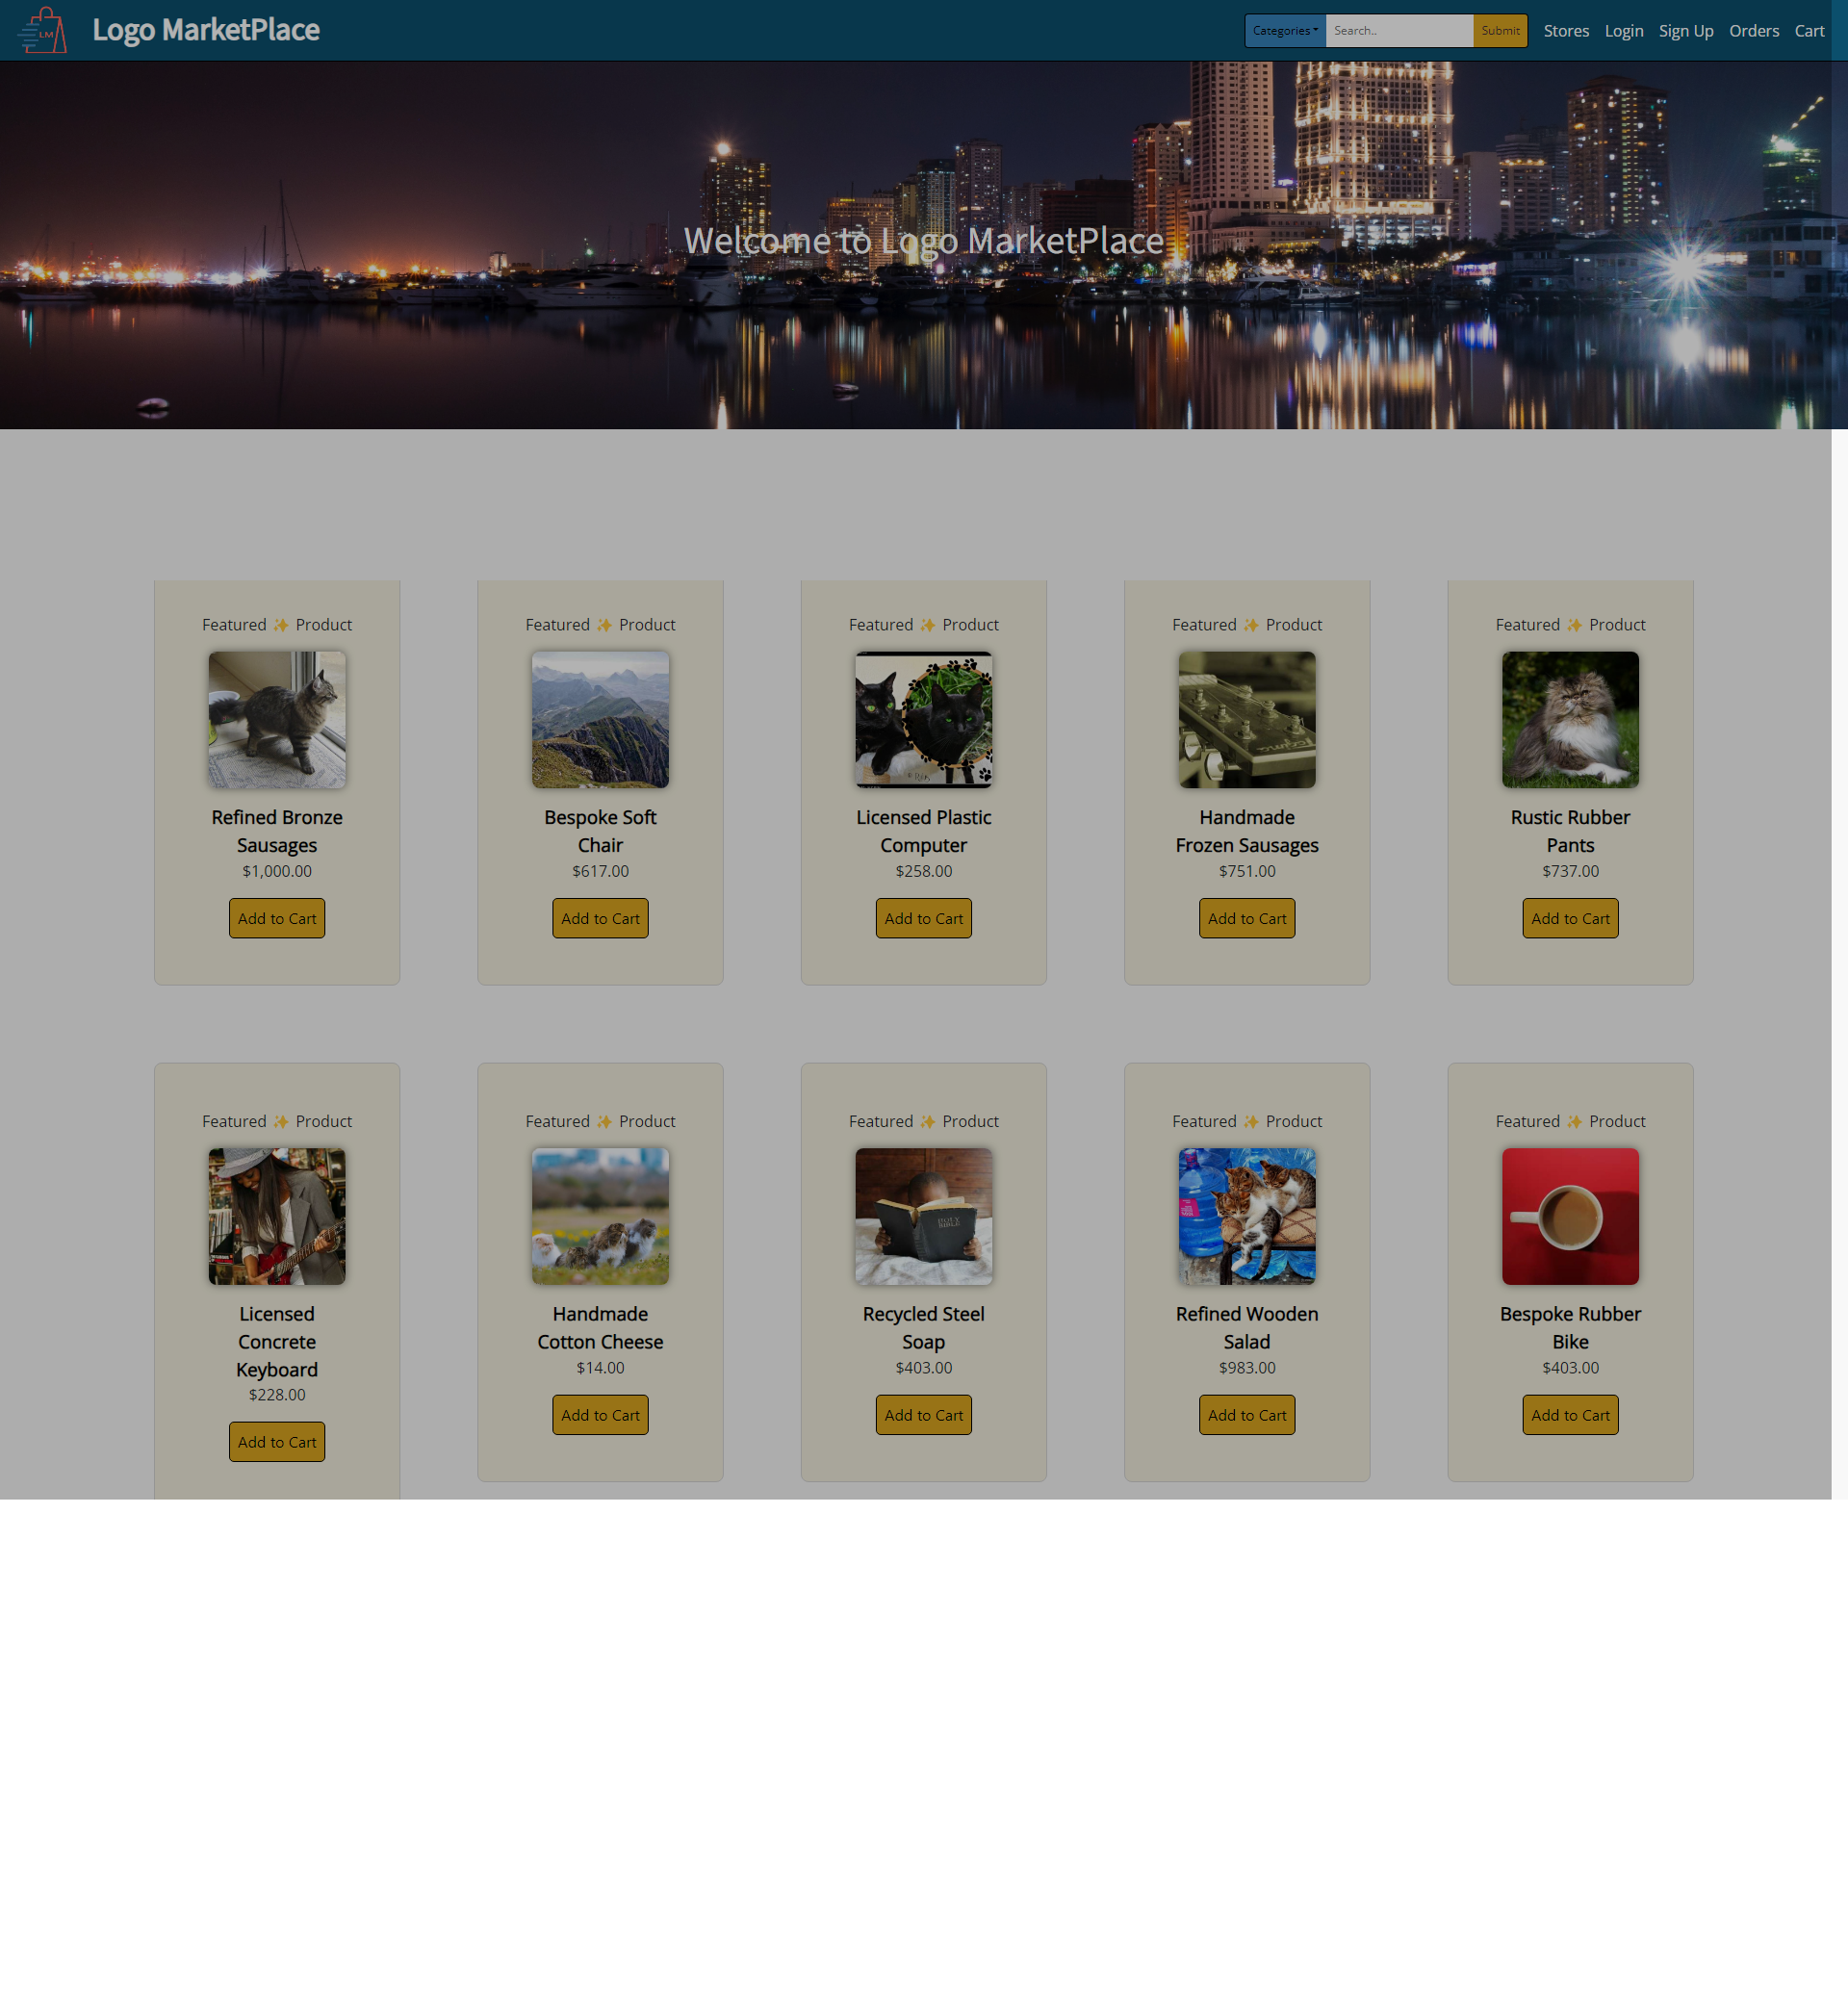 LM
Logo MarketPlace
Categories
Search..
Submit
Stores
Login
Sign Up
Orders
Cart
Welcome to Logo MarketPlace
Featured ✨ Product
Refined Bronze
Sausages
$1,000.00
Add to Cart
Featured ✨ Product
Bespoke Soft
Chair
$617.00
Add to Cart
Featured ✨ Product
Licensed Plastic
Computer
$258.00
Add to Cart
Featured ✨ Product
Handmade
Frozen Sausages
$751.00
Add to Cart
Featured ✨ Product
Rustic Rubber
Pants
$737.00
Add to Cart
Featured ✨ Product
Licensed
Concrete
Keyboard
$228.00
Add to Cart
Featured ✨ Product
Handmade
Cotton Cheese
$14.00
Add to Cart
Featured ✨ Product
HOLY
BIBLE
Recycled Steel
Soap
$403.00
Add to Cart
Featured ✨ Product
Refined Wooden
Salad
$983.00
Add to Cart
Featured ✨ Product
Bespoke Rubber
Bike
$403.00
Add to Cart